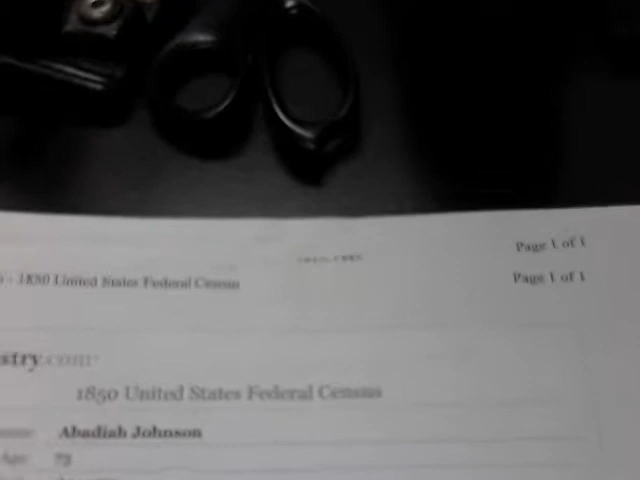 Page 1 of 1
- 1850 United States Federal Census
Page 1 of 1
stry.com
1850 United States Federal Census
Abadiah Johnson
Age